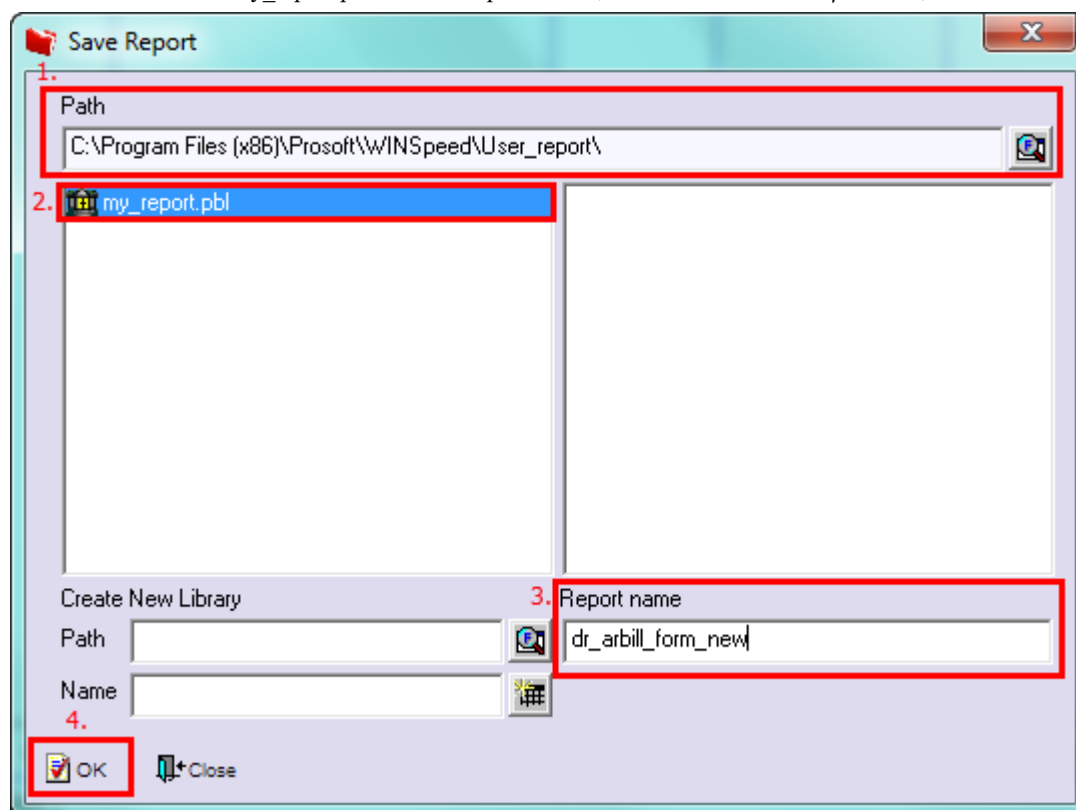 Save Report
1.
Path
C:\Program Files (x86)\Prosoft\WINSpeed\User_report\
2. my_report.pbl
Create New Library
3. Report name
Path
dr_arbill_form_new
Name
4.
OK Close